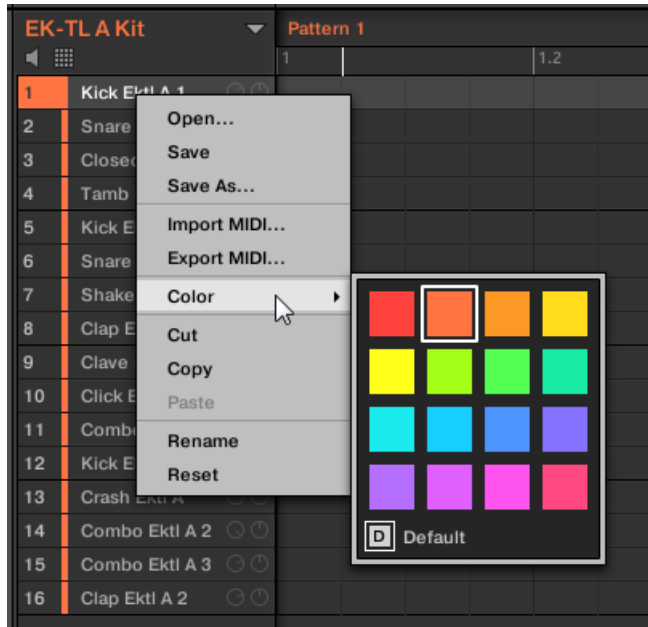 EK-TL A Kit
Pattern 1
1
1.2
1 Kick Ektl A 1
2 Snare
3 Closed
4 Tamb
5 Kick E
6 Snare
7 Shake
8 Clap E
9 Clave
10 Click E
11 Combo
12 Kick E
13 Crash Ektl A
14 Combo Ektl A 2
15 Combo Ektl A 3
16 Clap Ektl A 2
Open...
Save
Save As...
Import MIDI...
Export MIDI...
Color
Cut
Copy
Paste
Rename
Reset
D Default